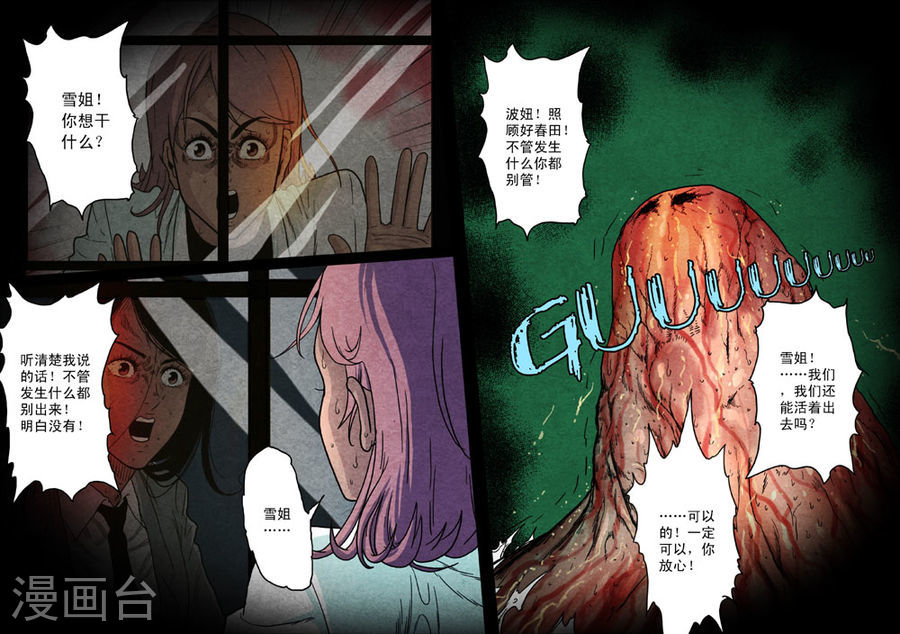 雪姐！
你想干
什么？
听清楚我说
的话！不管
发生什么都
别出来！
明白没有！
雪姐
……
波妞！照
顾好春田！
不管发生
什么你都
别管！
GUUUUUUUUU
雪姐！
……我们
，我们还
能活着出
去吗？
……可以
的！一定
可以，你
放心！
漫画台